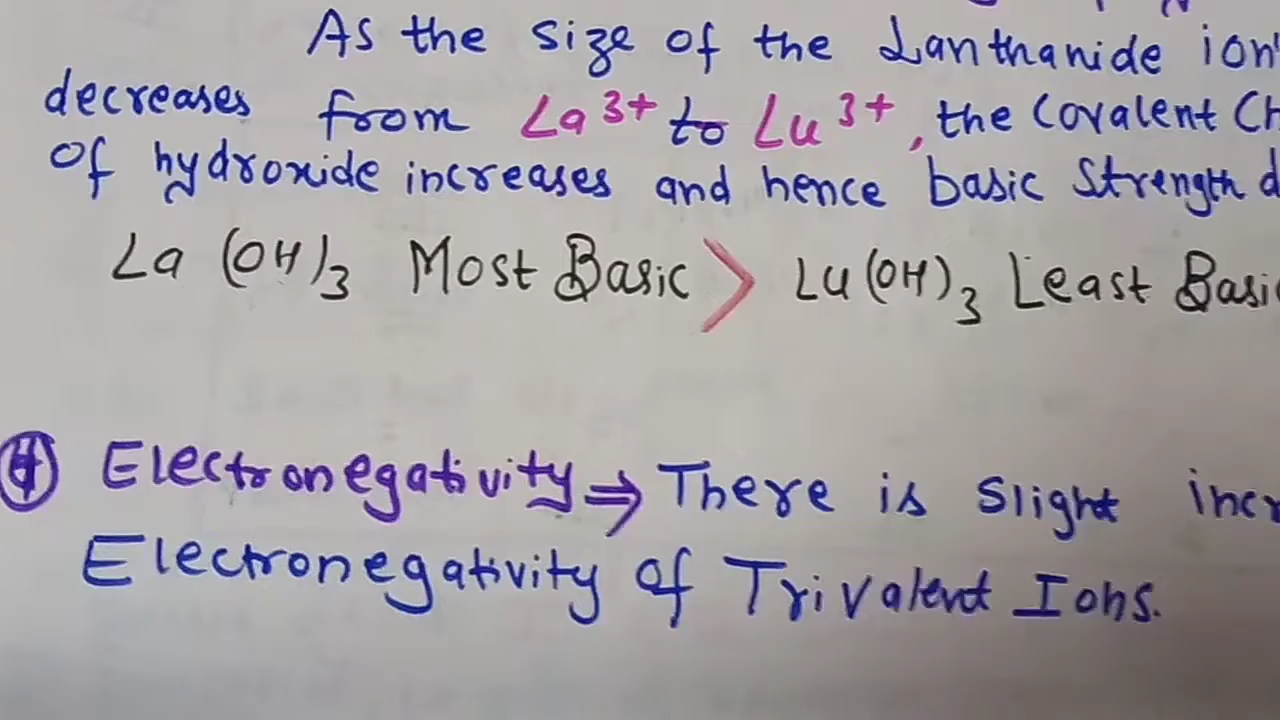 As the size of the Lanthanide ion
decreases from La3+ to Lu3+, the Covalent
of hydroxide increases and hence basic Strength
La (OH)3 Most Basic > Lu(OH)3 Least Basic
4 Electronegativity ⇒ There is slight
Electronegativity of Trivalent Ions.